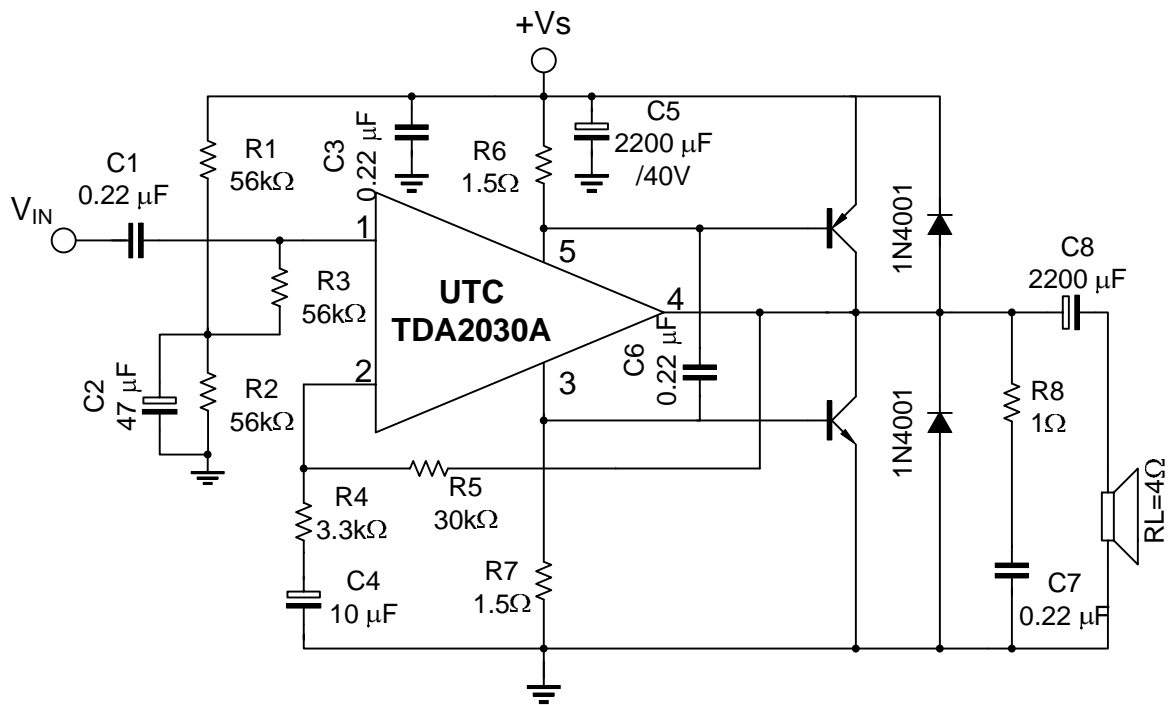 +Vs
C5
2200 μF
/40V
C3
0.22 μF
R6
1.5Ω
R1
56kΩ
C1
0.22 μF
VIN
1
5
1N4001
C8
2200 μF
R3
56kΩ
UTC
TDA2030A
4
C6
0.22 μF
2
3
C2
47 μF
R2
56kΩ
1N4001
R8
1Ω
R5
30kΩ
R4
3.3kΩ
RL=4Ω
R7
1.5Ω
C4
10 μF
C7
0.22 μF